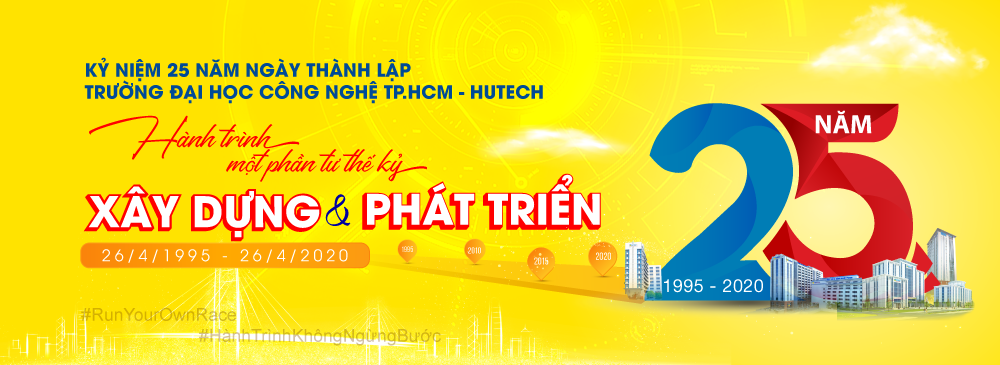 KỶ NIỆM 25 NĂM NGÀY THÀNH LẬP
TRƯỜNG ĐẠI HỌC CÔNG NGHỆ TP.HCM - HUTECH
Hành trình
một phần tư thế kỷ
XÂY DỰNG & PHÁT TRIỂN
26/4/1995 - 26/4/2020
1995
2010
2015
2020
25
NĂM
1995 - 2020
#RunYourOwnRace
#HànhTrìnhKhôngNgừngBước